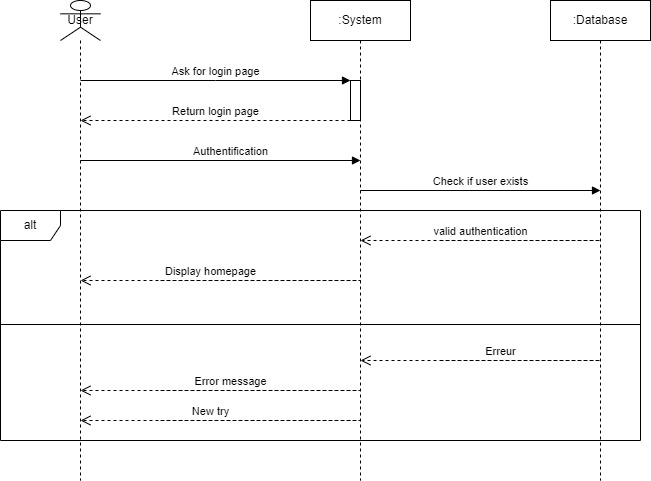 User
:System
:Database
Ask for login page
Return login page
Authentification
Check if user exists
alt
valid authentication
Display homepage
Erreur
Error message
New try